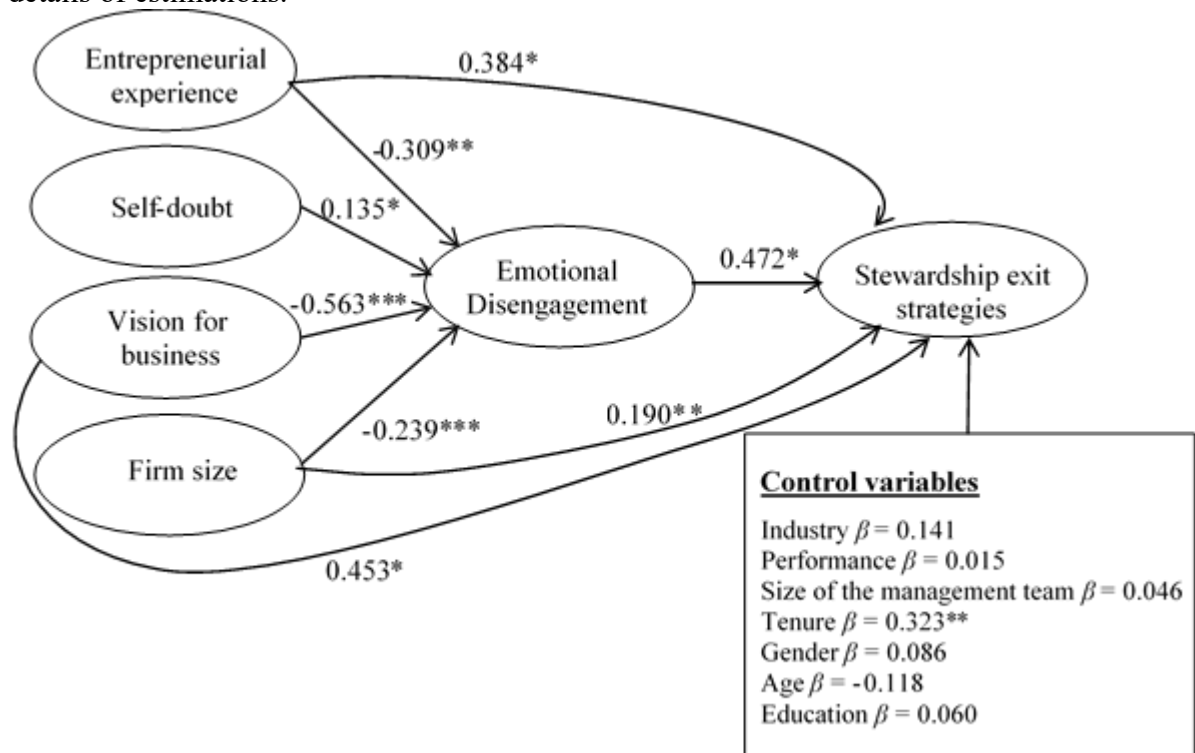 details of estimations.
Entrepreneurial
experience
0.384*
-0.309**
Self-doubt
0.135*
Emotional
Disengagement
0.472*
Stewardship exit
strategies
Vision for
business
-0.563***
0.190**
-0.239***
Firm size
0.453*
Control variables
Industry β = 0.141
Performance β = 0.015
Size of the management team β = 0.046
Tenure β = 0.323**
Gender β = 0.086
Age β = -0.118
Education β = 0.060